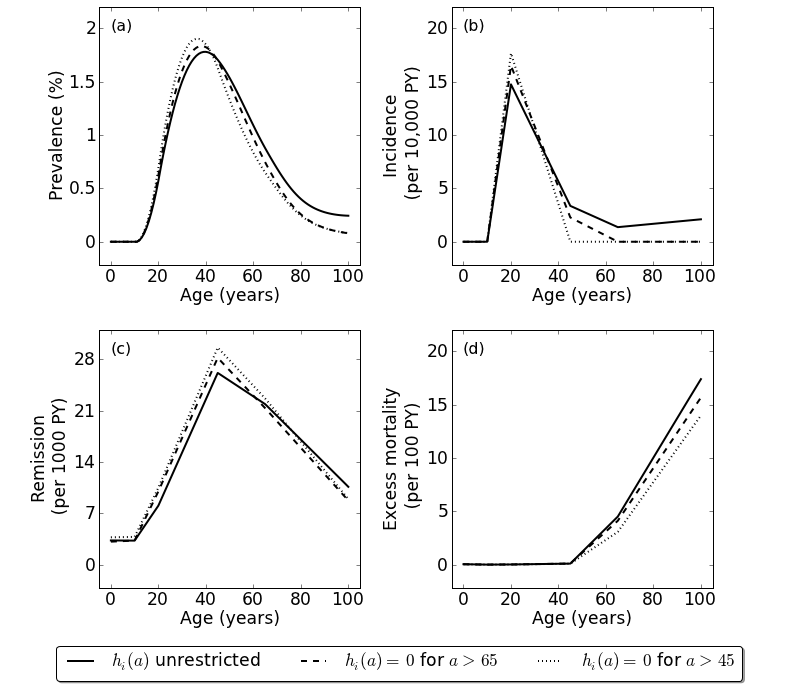 (a)
2
1.5
1
0.5
0
Prevalence (%)
0 20 40 60 80 100
Age (years)
(b)
20
15
10
5
0
Incidence
(per 10,000 PY)
0 20 40 60 80 100
Age (years)
(c)
28
21
14
7
0
Remission
(per 1000 PY)
0 20 40 60 80 100
Age (years)
(d)
20
15
10
5
0
Excess mortality
(per 100 PY)
0 20 40 60 80 100
Age (years)
h_i(a) unrestricted h_i(a) = 0 for a > 65 h_i(a) = 0 for a > 45